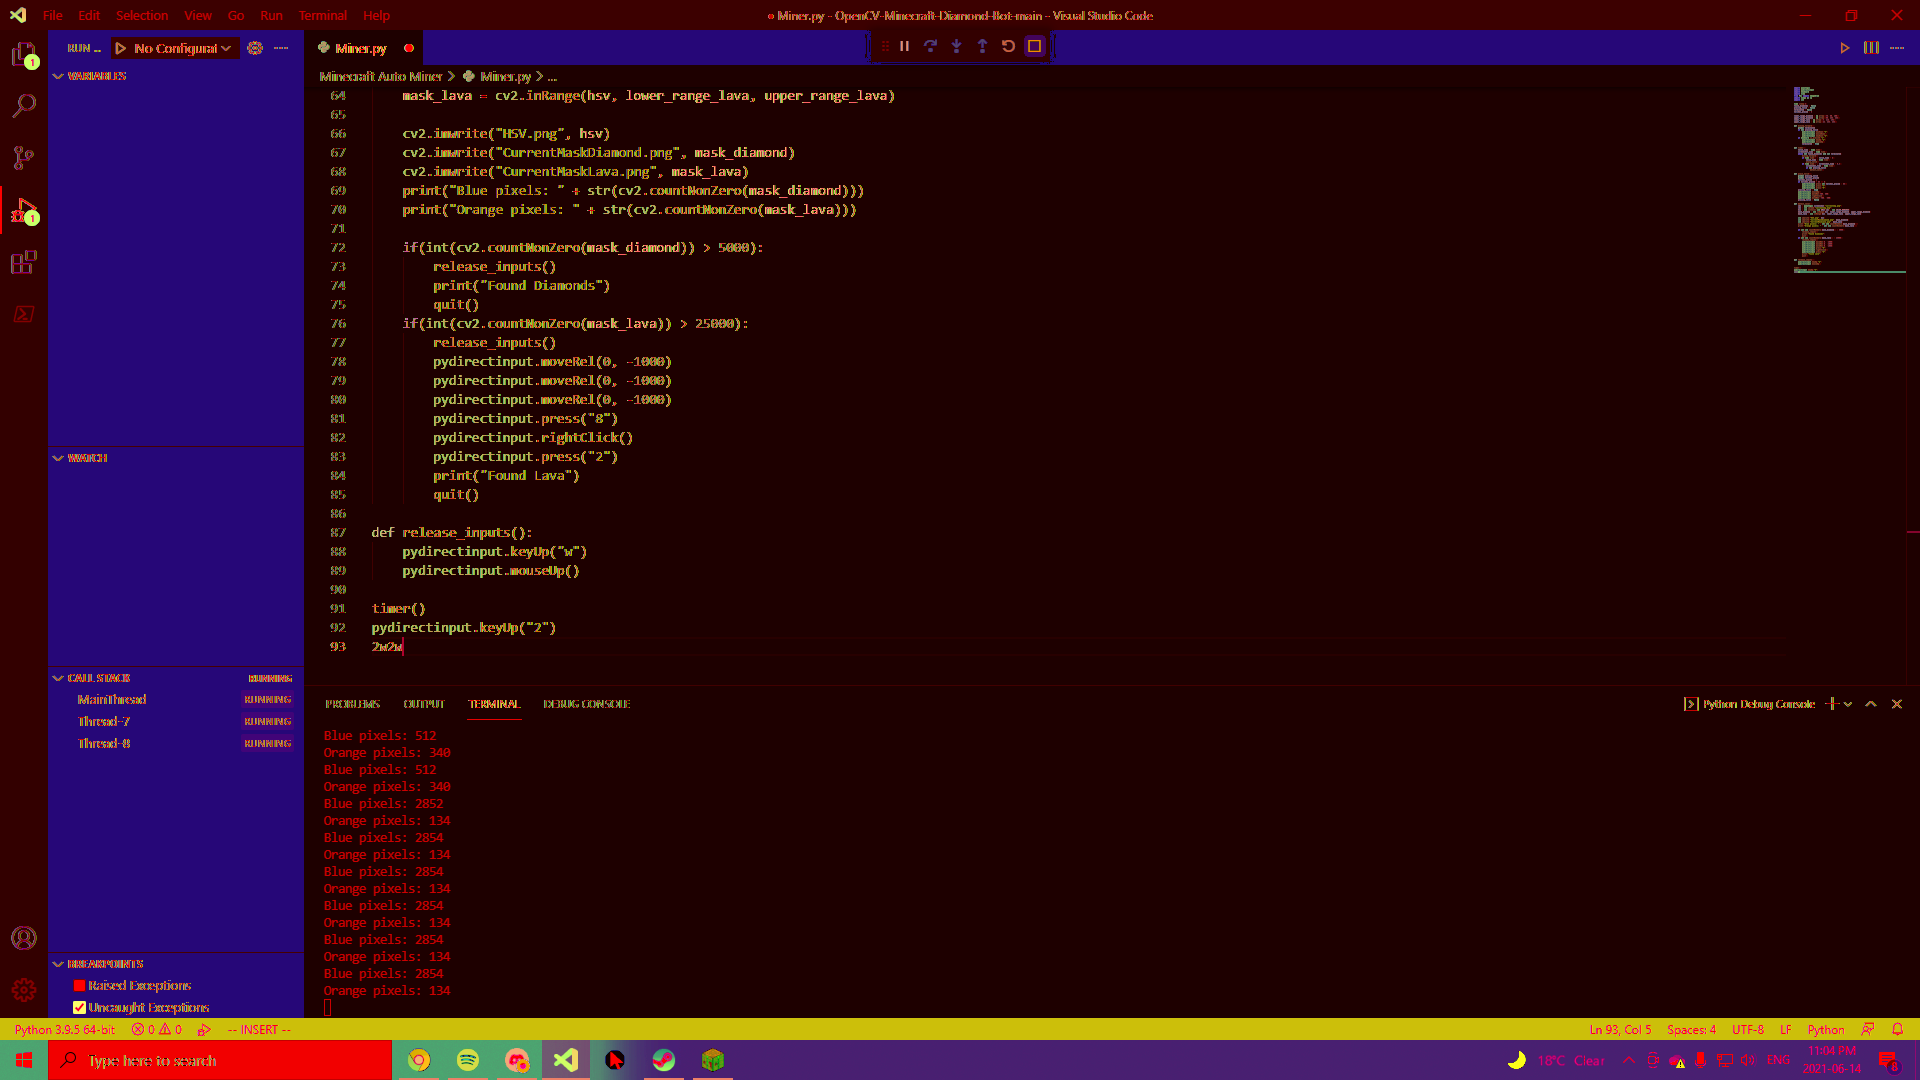 File Edit Selection View Go Run Terminal Help
● Miner.py - OpenCV-Minecraft-Diamond-Bot-main - Visual Studio Code
RUN ... No Configurat
Miner.py
Minecraft Auto Miner > Miner.py > ...
VARIABLES
WATCH
CALL STACK RUNNING
MainThread RUNNING
Thread-7 RUNNING
Thread-8 RUNNING
BREAKPOINTS
Raised Exceptions
Uncaught Exceptions
64 mask_lava = cv2.inRange(hsv, lower_range_lava, upper_range_lava)
65
66 cv2.imwrite("HSV.png", hsv)
67 cv2.imwrite("CurrentMaskDiamond.png", mask_diamond)
68 cv2.imwrite("CurrentMaskLava.png", mask_lava)
69 print("Blue pixels: " + str(cv2.countNonZero(mask_diamond)))
70 print("Orange pixels: " + str(cv2.countNonZero(mask_lava)))
71
72 if(int(cv2.countNonZero(mask_diamond)) > 5000):
73 release_inputs()
74 print("Found Diamonds")
75 quit()
76 if(int(cv2.countNonZero(mask_lava)) > 25000):
77 release_inputs()
78 pydirectinput.moveRel(0, -1000)
79 pydirectinput.moveRel(0, -1000)
80 pydirectinput.moveRel(0, -1000)
81 pydirectinput.press("8")
82 pydirectinput.rightClick()
83 pydirectinput.press("2")
84 print("Found Lava")
85 quit()
86
87 def release_inputs():
88 pydirectinput.keyUp("w")
89 pydirectinput.mouseUp()
90
91 timer()
92 pydirectinput.keyUp("2")
93 2w2w
PROBLEMS OUTPUT TERMINAL DEBUG CONSOLE
Python Debug Console
Blue pixels: 512
Orange pixels: 340
Blue pixels: 512
Orange pixels: 340
Blue pixels: 2852
Orange pixels: 134
Blue pixels: 2854
Orange pixels: 134
Blue pixels: 2854
Orange pixels: 134
Blue pixels: 2854
Orange pixels: 134
Blue pixels: 2854
Orange pixels: 134
Blue pixels: 2854
Orange pixels: 134
Python 3.9.5 64-bit 0 0 -- INSERT --
Ln 93, Col 5 Spaces: 4 UTF-8 LF Python
Type here to search
18°C Clear ENG
11:04 PM
2021-06-14
8